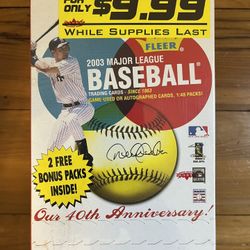 FOR
ONLY
$9.99
WHILE SUPPLIES LAST
FLEER
2003 MAJOR LEAGUE
BASEBALL
TRADING CARDS - SINCE 1963
GAME USED OR AUTOGRAPHED CARDS, 1:48 PACKS!
2 FREE
BONUS PACKS
INSIDE!
Our 40th Anniversary!